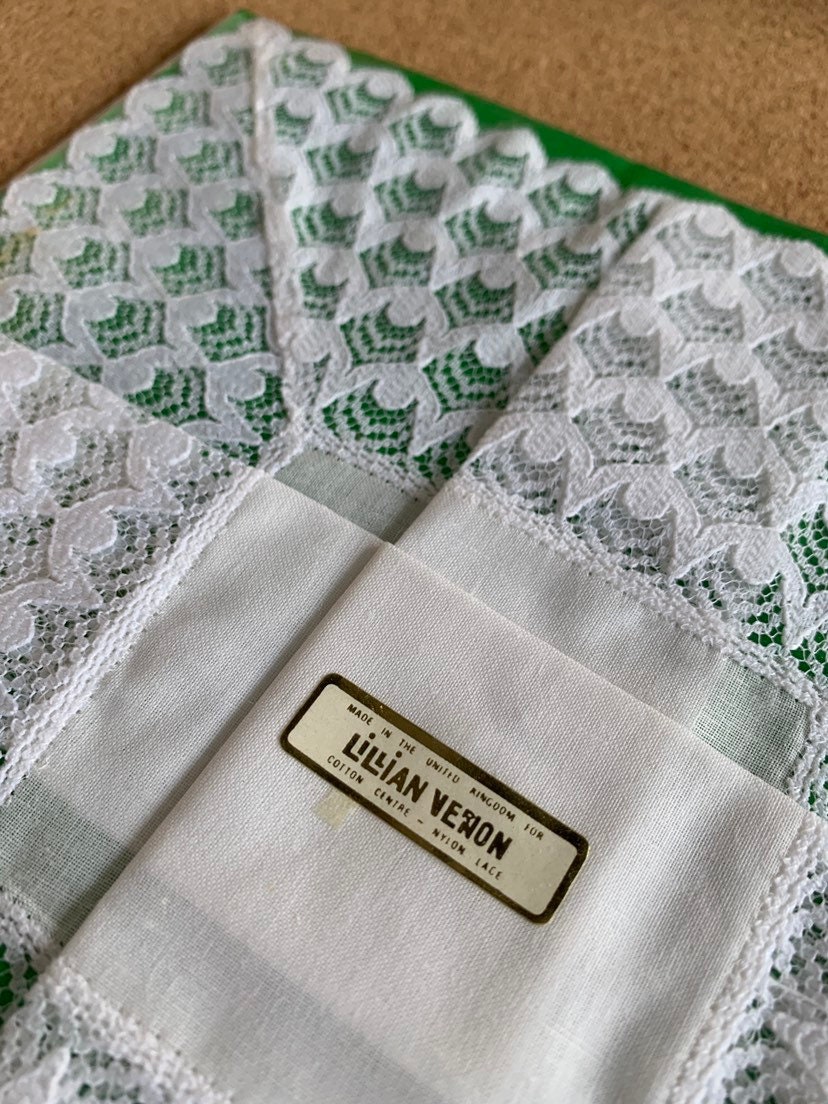 MADE IN THE UNITED KINGDOM FOR
LiLLiAN VERNON
COTTON CENTRE - NYLON LACE